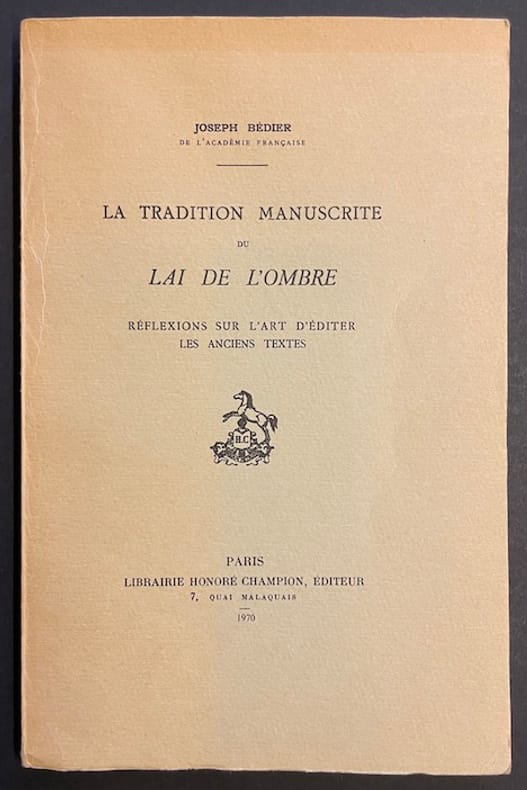 JOSEPH BÉDIER
DE L'ACADÉMIE FRANÇAISE
LA TRADITION MANUSCRITE
DU
LAI DE L'OMBRE
RÉFLEXIONS SUR L'ART D'ÉDITER
LES ANCIENS TEXTES
H.C
PARIS
LIBRAIRIE HONORÉ CHAMPION, ÉDITEUR
7, QUAI MALAQUAIS
1970